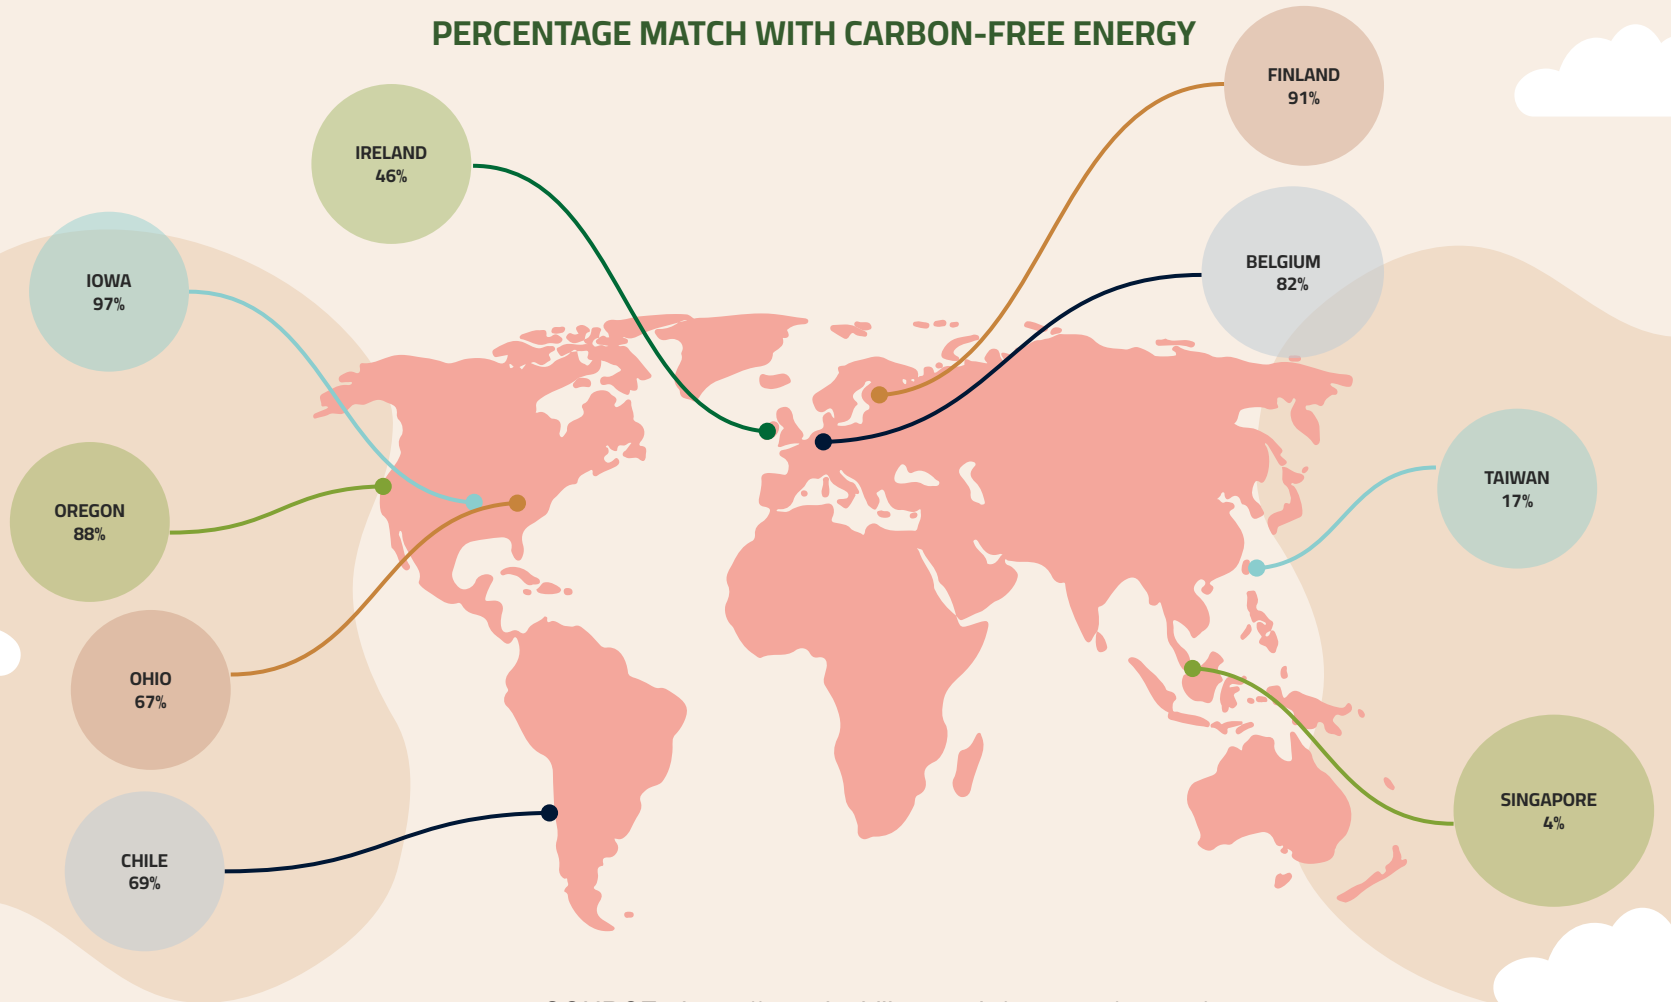 PERCENTAGE MATCH WITH CARBON-FREE ENERGY
FINLAND
91%
IRELAND
46%
BELGIUM
82%
IOWA
97%
TAIWAN
17%
OREGON
88%
OHIO
67%
SINGAPORE
4%
CHILE
69%